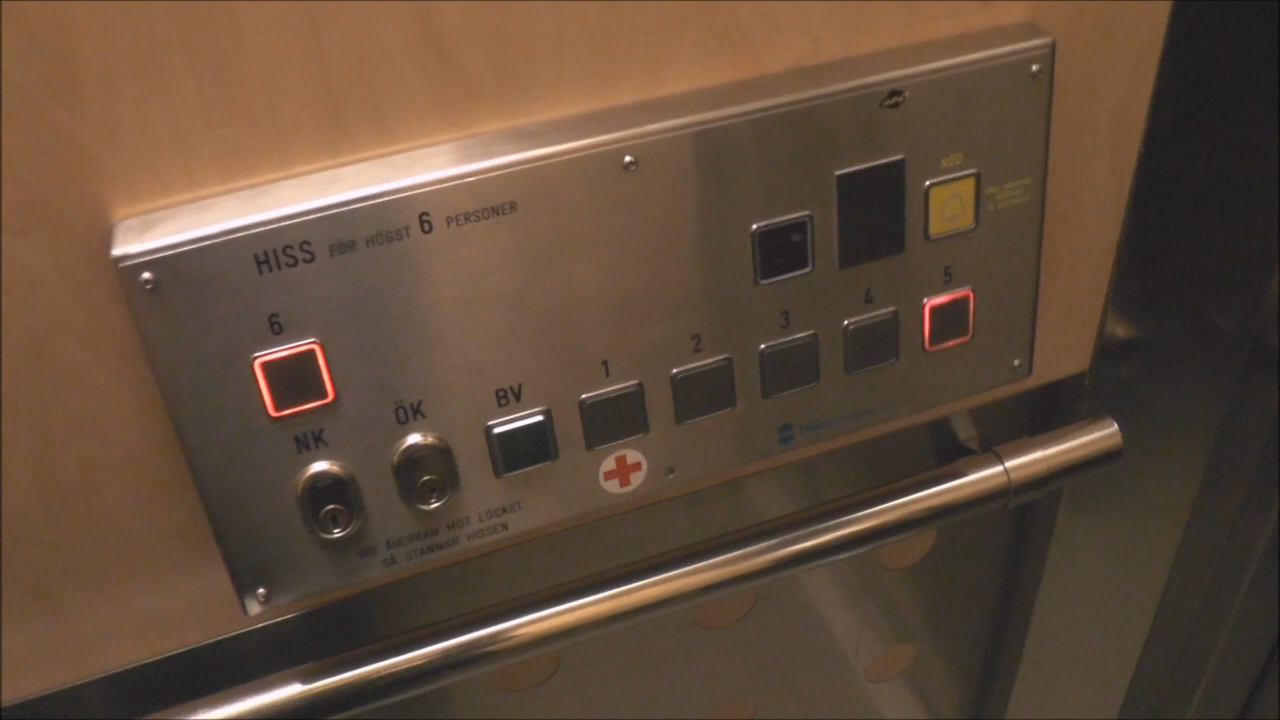 HISS FÖR HÖGST 6 PERSONER
NÖD
6
5
4
3
2
1
BV
ÖK
NK
VID ÅVERKAN MOT LOCKET
SÅ STANNAR HISSEN